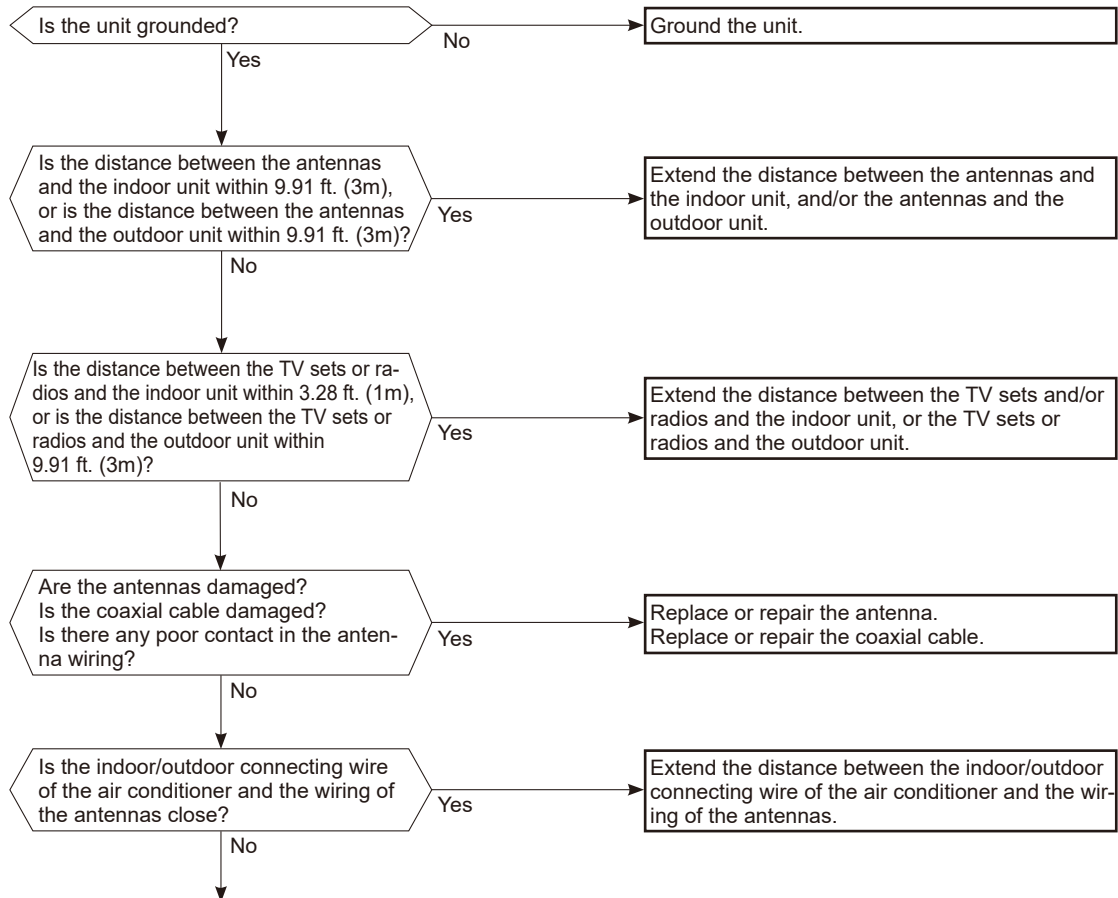 Is the unit grounded?
No
Ground the unit.
Yes
Is the distance between the antennas
and the indoor unit within 9.91 ft. (3m),
or is the distance between the antennas
and the outdoor unit within 9.91 ft. (3m)?
Yes
Extend the distance between the antennas and
the indoor unit, and/or the antennas and the
outdoor unit.
No
Is the distance between the TV sets or ra-
dios and the indoor unit within 3.28 ft. (1m),
or is the distance between the TV sets or
radios and the outdoor unit within
9.91 ft. (3m)?
Yes
Extend the distance between the TV sets and/or
radios and the indoor unit, or the TV sets or
radios and the outdoor unit.
No
Are the antennas damaged?
Is the coaxial cable damaged?
Is there any poor contact in the anten-
na wiring?
Yes
Replace or repair the antenna.
Replace or repair the coaxial cable.
No
Is the indoor/outdoor connecting wire
of the air conditioner and the wiring of
the antennas close?
Yes
Extend the distance between the indoor/outdoor
connecting wire of the air conditioner and the wir-
ing of the antennas.
No